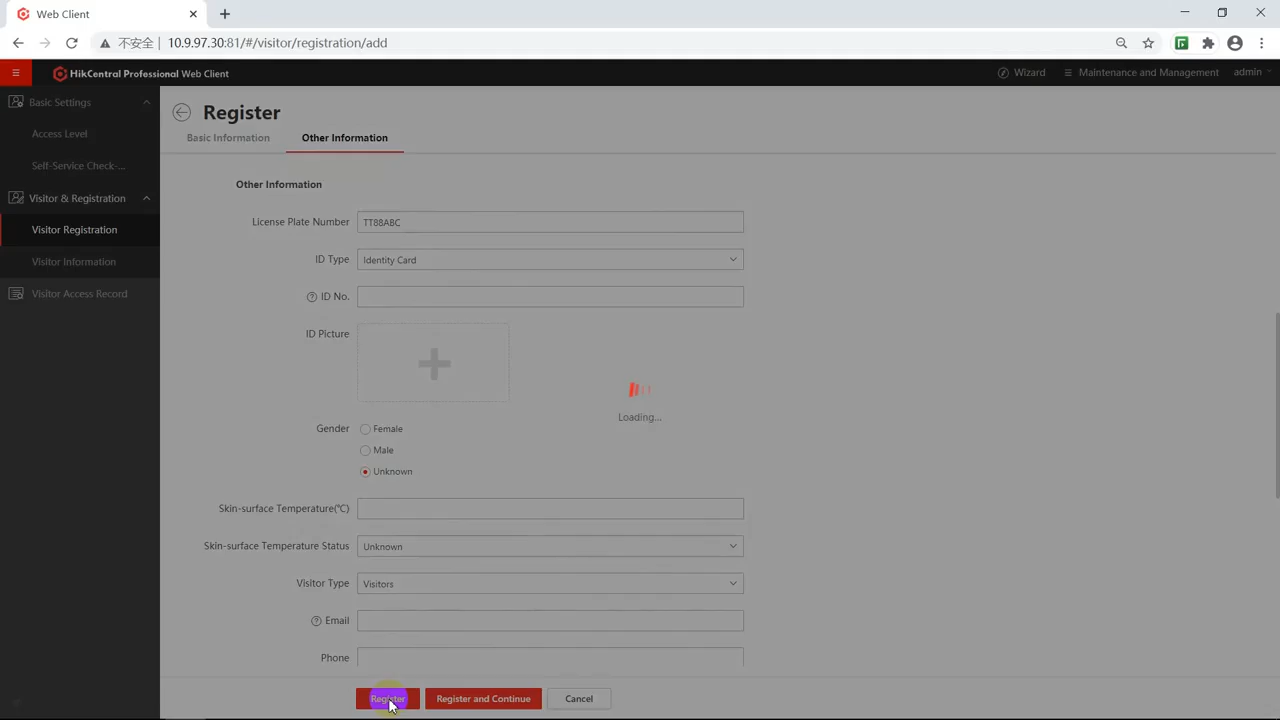 Web Client
不安全
10.9.97.30:81/#/visitor/registration/add
HikCentral Professional Web Client
Wizard
Maintenance and Management
admin
Basic Settings
Access Level
Self-Service Check-...
Visitor & Registration
Visitor Registration
Visitor Information
Visitor Access Record
Register
Basic Information
Other Information
Other Information
License Plate Number
TT88ABC
ID Type
Identity Card
ID No.
ID Picture
Loading...
Gender
Female
Male
Unknown
Skin-surface Temperature(℃)
Skin-surface Temperature Status
Unknown
Visitor Type
Visitors
Email
Phone
Register
Register and Continue
Cancel